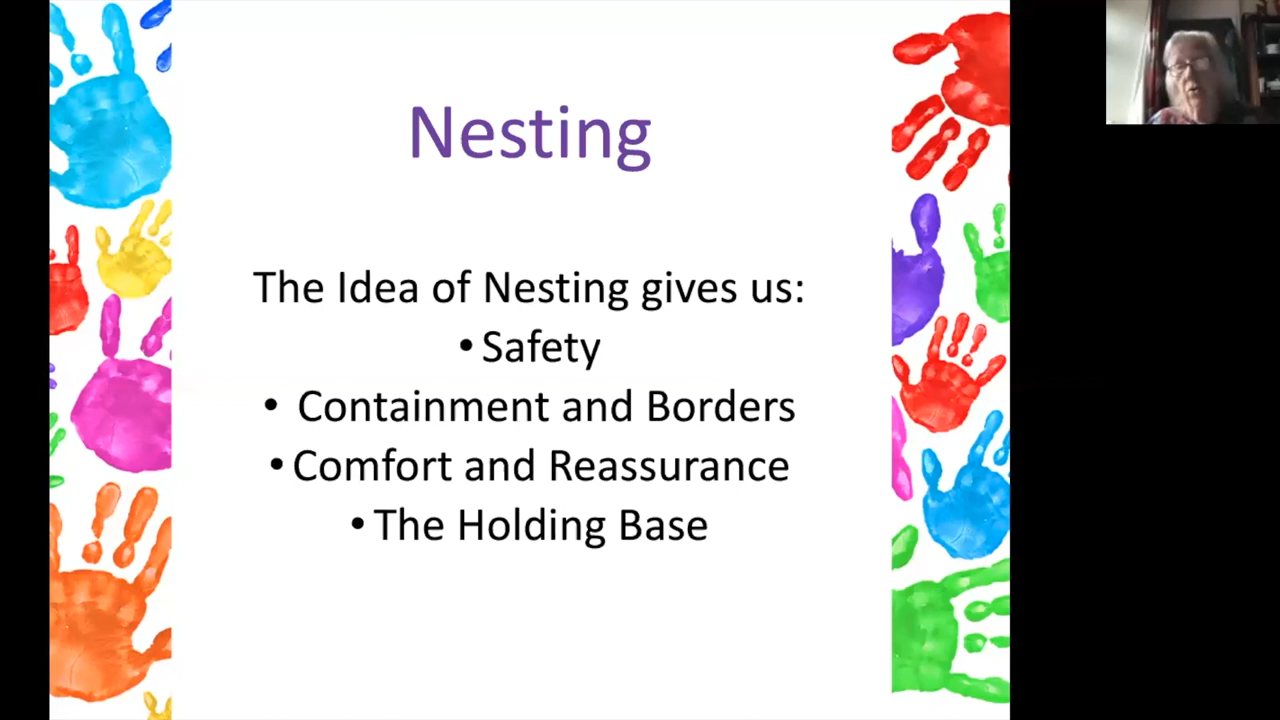 Nesting
The Idea of Nesting gives us:
• Safety
• Containment and Borders
• Comfort and Reassurance
• The Holding Base